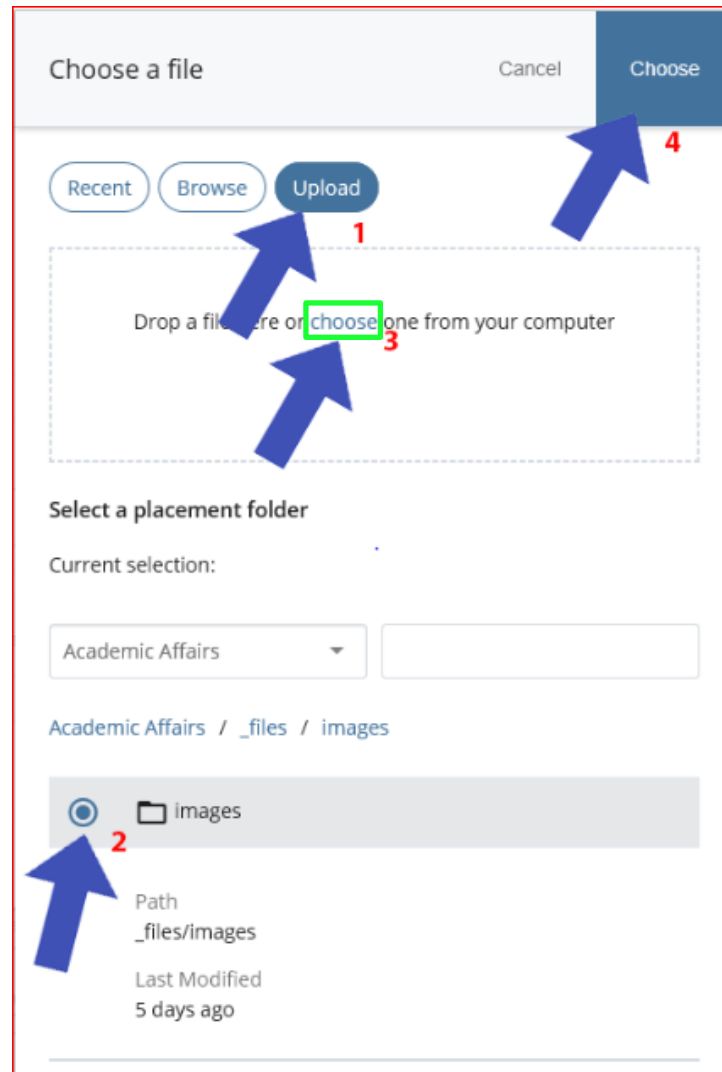 Choose a file Cancel Choose
4
Recent Browse Upload
1
Drop a file here or choose one from your computer
3
Select a placement folder
Current selection:
Academic Affairs
Academic Affairs / _files / images
images
2
Path
_files/images
Last Modified
5 days ago